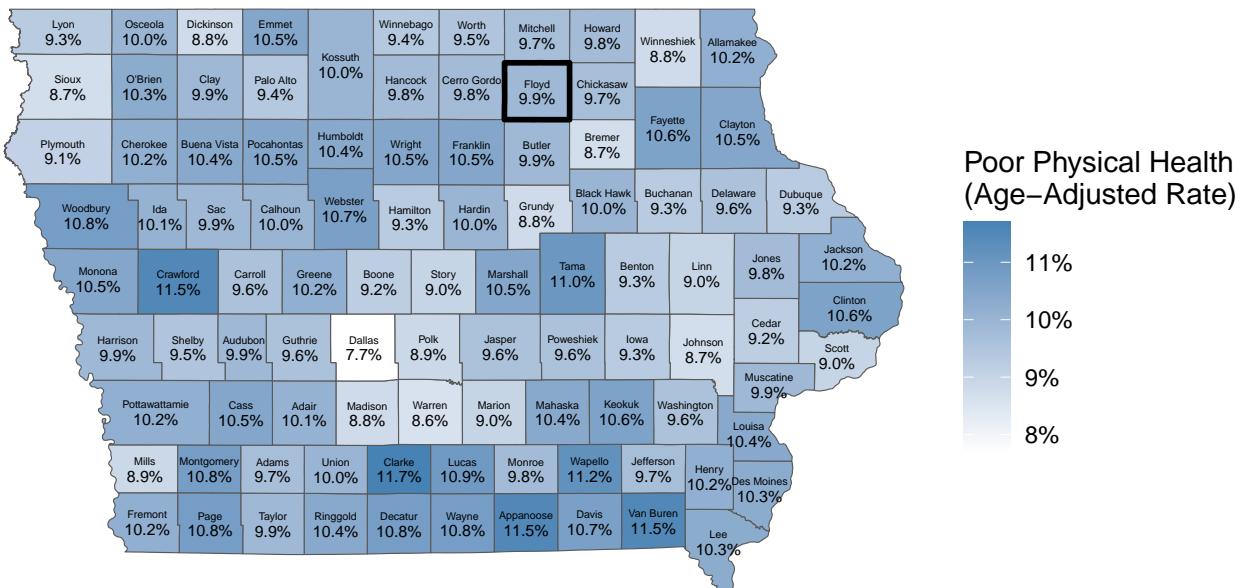 Lyon
9.3%
Osceola
10.0%
Dickinson
8.8%
Emmet
10.5%
Kossuth
10.0%
Winnebago
9.4%
Worth
9.5%
Mitchell
9.7%
Howard
9.8%
Winneshiek
8.8%
Allamakee
10.2%
Sioux
8.7%
O'Brien
10.3%
Clay
9.9%
Palo Alto
9.4%
Hancock
9.8%
Cerro Gordo
9.8%
Floyd
9.9%
Chickasaw
9.7%
Fayette
10.6%
Clayton
10.5%
Plymouth
9.1%
Cherokee
10.2%
Buena Vista
10.4%
Pocahontas
10.5%
Humboldt
10.4%
Wright
10.5%
Franklin
10.5%
Butler
9.9%
Bremer
8.7%
Woodbury
10.8%
Ida
10.1%
Sac
9.9%
Calhoun
10.0%
Webster
10.7%
Hamilton
9.3%
Hardin
10.0%
Grundy
8.8%
Black Hawk
10.0%
Buchanan
9.3%
Delaware
9.6%
Dubuque
9.3%
Monona
10.5%
Crawford
11.5%
Carroll
9.6%
Greene
10.2%
Boone
9.2%
Story
9.0%
Marshall
10.5%
Tama
11.0%
Benton
9.3%
Linn
9.0%
Jones
9.8%
Jackson
10.2%
Clinton
10.6%
Harrison
9.9%
Shelby
9.5%
Audubon
9.9%
Guthrie
9.6%
Dallas
7.7%
Polk
8.9%
Jasper
9.6%
Poweshiek
9.6%
Iowa
9.3%
Johnson
8.7%
Cedar
9.2%
Scott
9.0%
Muscatine
9.9%
Pottawattamie
10.2%
Cass
10.5%
Adair
10.1%
Madison
8.8%
Warren
8.6%
Marion
9.0%
Mahaska
10.4%
Keokuk
10.6%
Washington
9.6%
Louisa
10.4%
Mills
8.9%
Montgomery
10.8%
Adams
9.7%
Union
10.0%
Clarke
11.7%
Lucas
10.9%
Monroe
9.8%
Wapello
11.2%
Jefferson
9.7%
Henry
10.2%
Des Moines
10.3%
Fremont
10.2%
Page
10.8%
Taylor
9.9%
Ringgold
10.4%
Decatur
10.8%
Wayne
10.8%
Appanoose
11.5%
Davis
10.7%
Van Buren
11.5%
Lee
10.3%
Poor Physical Health
(Age−Adjusted Rate)
11%
10%
9%
8%